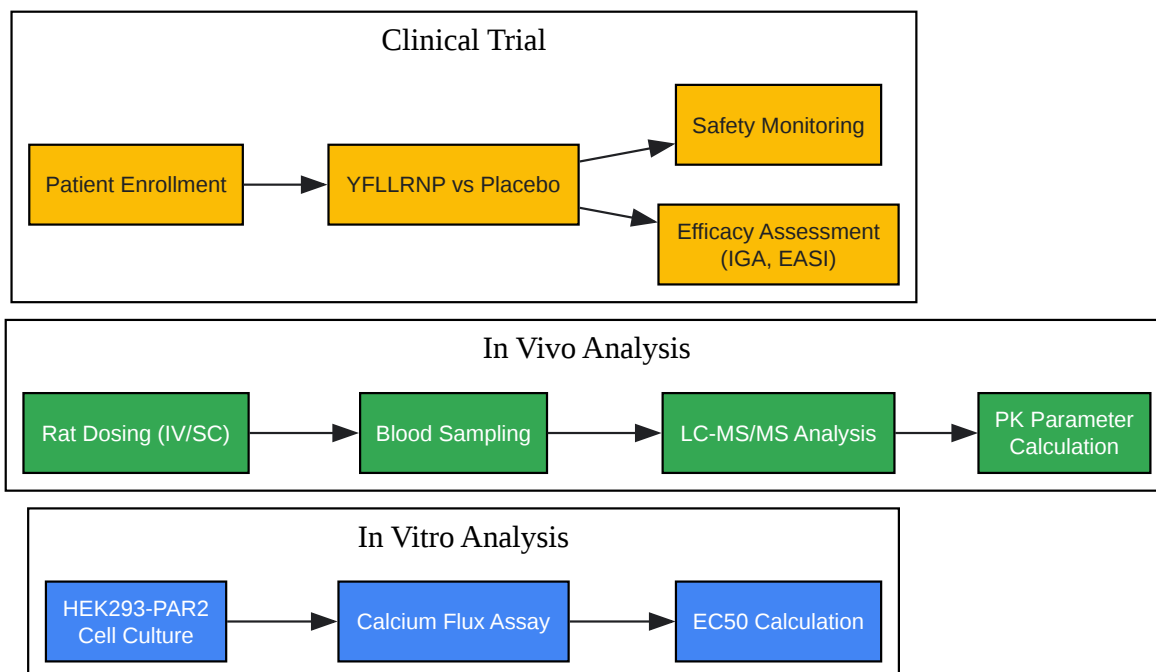 Clinical Trial
Patient Enrollment
YFLLRNP vs Placebo
Safety Monitoring
Efficacy Assessment
(IGA, EASI)
In Vivo Analysis
Rat Dosing (IV/SC)
Blood Sampling
LC-MS/MS Analysis
PK Parameter
Calculation
In Vitro Analysis
HEK293-PAR2
Cell Culture
Calcium Flux Assay
EC50 Calculation